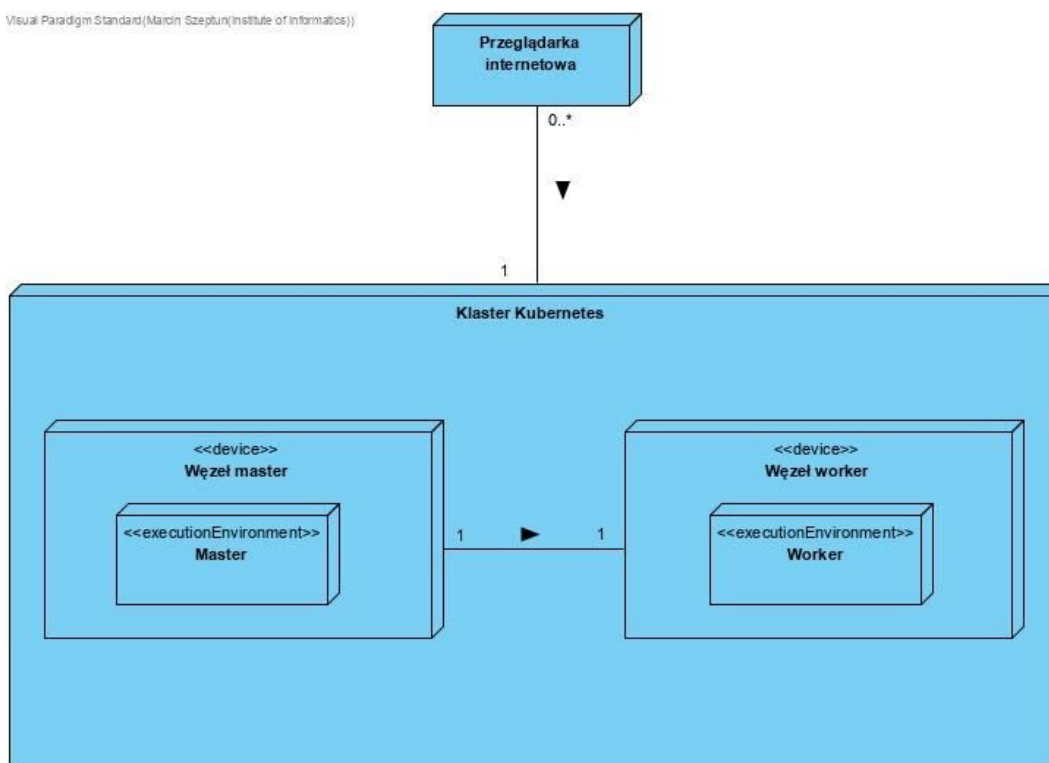 Visual Paradigm Standard(Marcin Szeptun(Institute of Informatics))
Przeglądarka
internetowa
0..*
1
Klaster Kubernetes
<<device>>
Węzeł master
<<executionEnvironment>>
Master
1
1
<<device>>
Węzeł worker
<<executionEnvironment>>
Worker